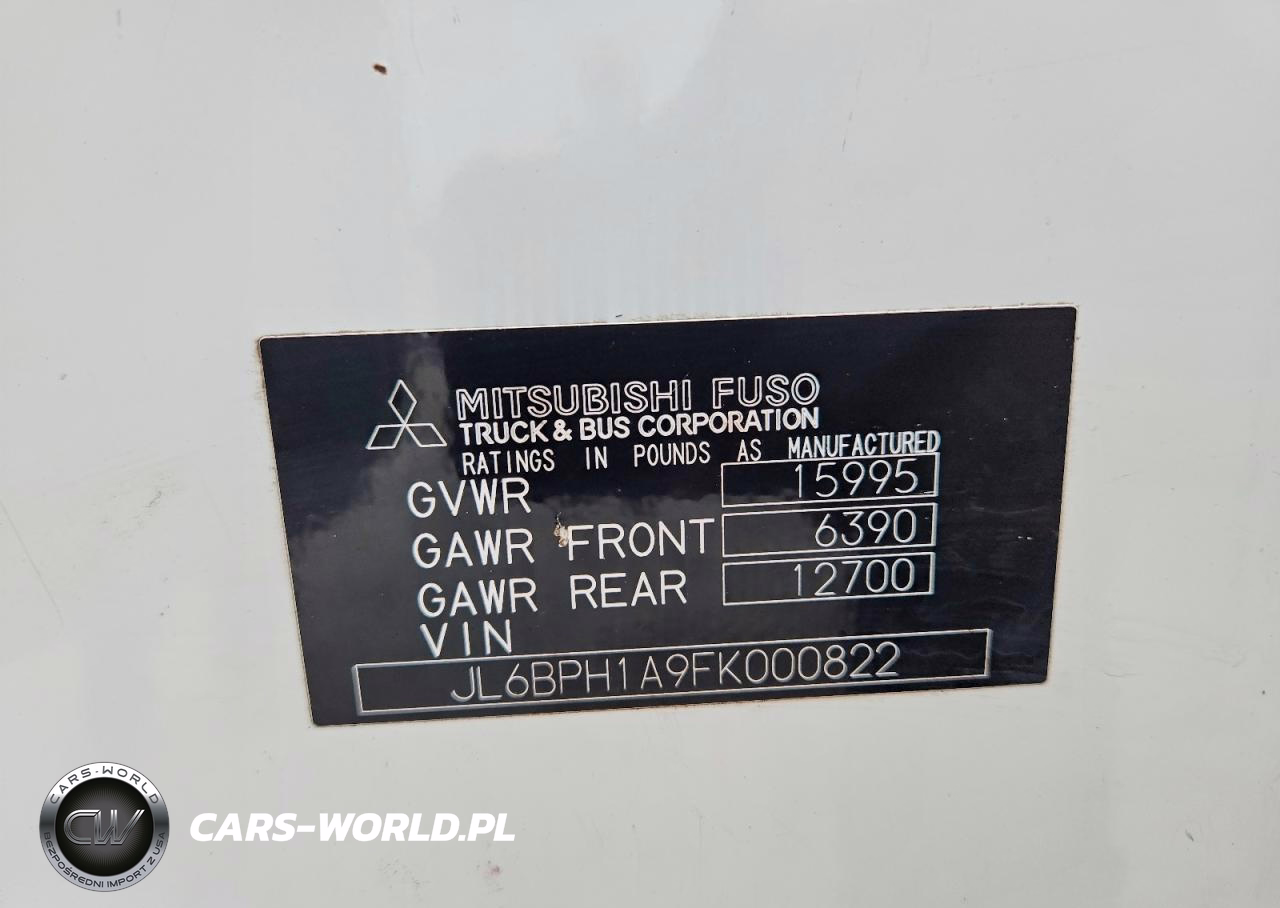 MITSUBISHI FUSO
TRUCK & BUS CORPORATION
RATINGS IN POUNDS AS MANUFACTURED
GVWR 15995
GAWR FRONT 6390
GAWR REAR 12700
VIN
JL6BPH1A9FK000822
CARS-WORLD
CW
BEZPOŚREDNI IMPORT Z USA
CARS-WORLD.PL